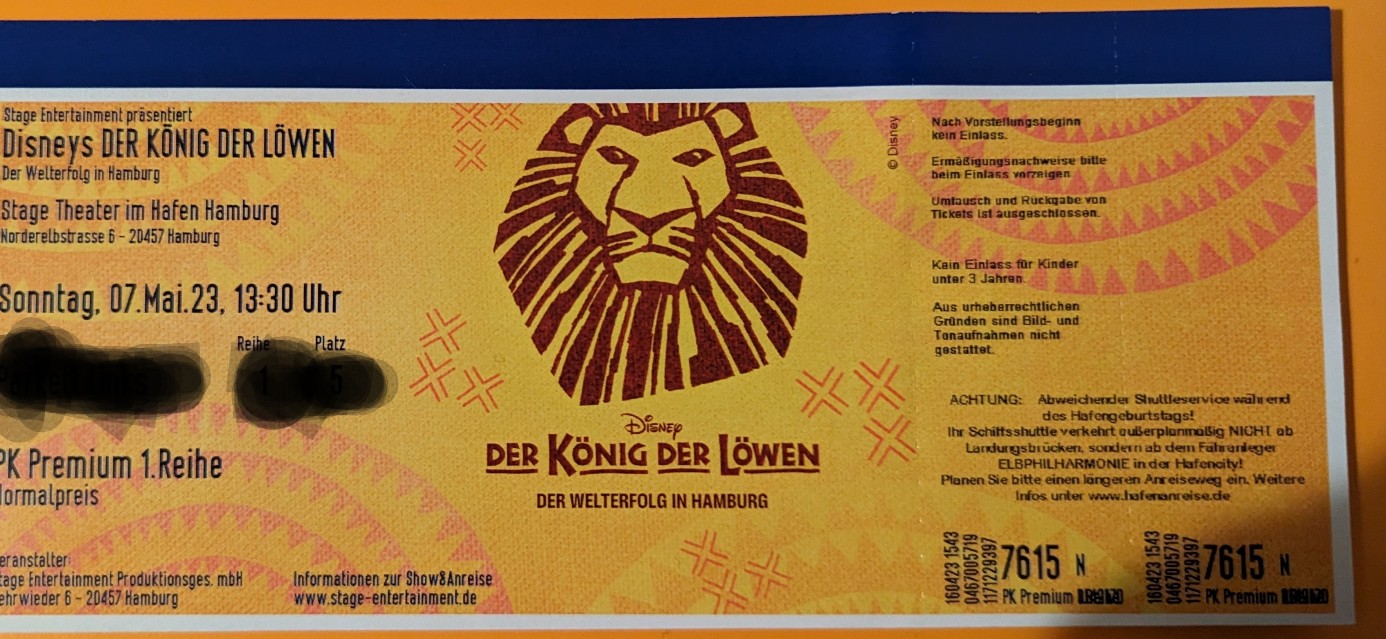 Stage Entertainment präsentiert
Disneys DER KÖNIG DER LÖWEN
Der Welterfolg in Hamburg
Stage Theater im Hafen Hamburg
Norderelbstrasse 6 - 20457 Hamburg
Sonntag, 07.Mai.23, 13:30 Uhr
Reihe Platz
PK Premium 1.Reihe
Normalpreis
eranstalter:
tage Entertainment Produktionsges. mbH
ehrwieder 6 - 20457 Hamburg
Informationen zur Show&Anreise
www.stage-entertainment.de
DISNEY
DER KÖNIG DER LÖWEN
DER WELTERFOLG IN HAMBURG
© Disney
Nach Vorstellungsbeginn
kein Einlass.
Ermäßigungsnachweise bitte
beim Einlass vorzeigen
Umtausch und Rückgabe von
Tickets ist ausgeschlossen.
Kein Einlass für Kinder
unter 3 Jahren.
Aus urheberrechtlichen
Gründen sind Bild- und
Tonaufnahmen nicht
gestattet.
ACHTUNG: Abweichender Shuttleservice während
des Hafengeburtstags!
Ihr Schiffsshuttle verkehrt außerplanmäßig NICHT ab
Landungsbrücken, sondern ab dem Fähranleger
ELBPHILHARMONIE in der Hafencity!
Planen Sie bitte einen längeren Anreiseweg ein. Weitere
Infos unter www.hafenanreise.de
160423 1543
0467005719
1171229397
7615 N
PK Premium
160423 1543
0467005719
1171229397
7615 N
PK Premium